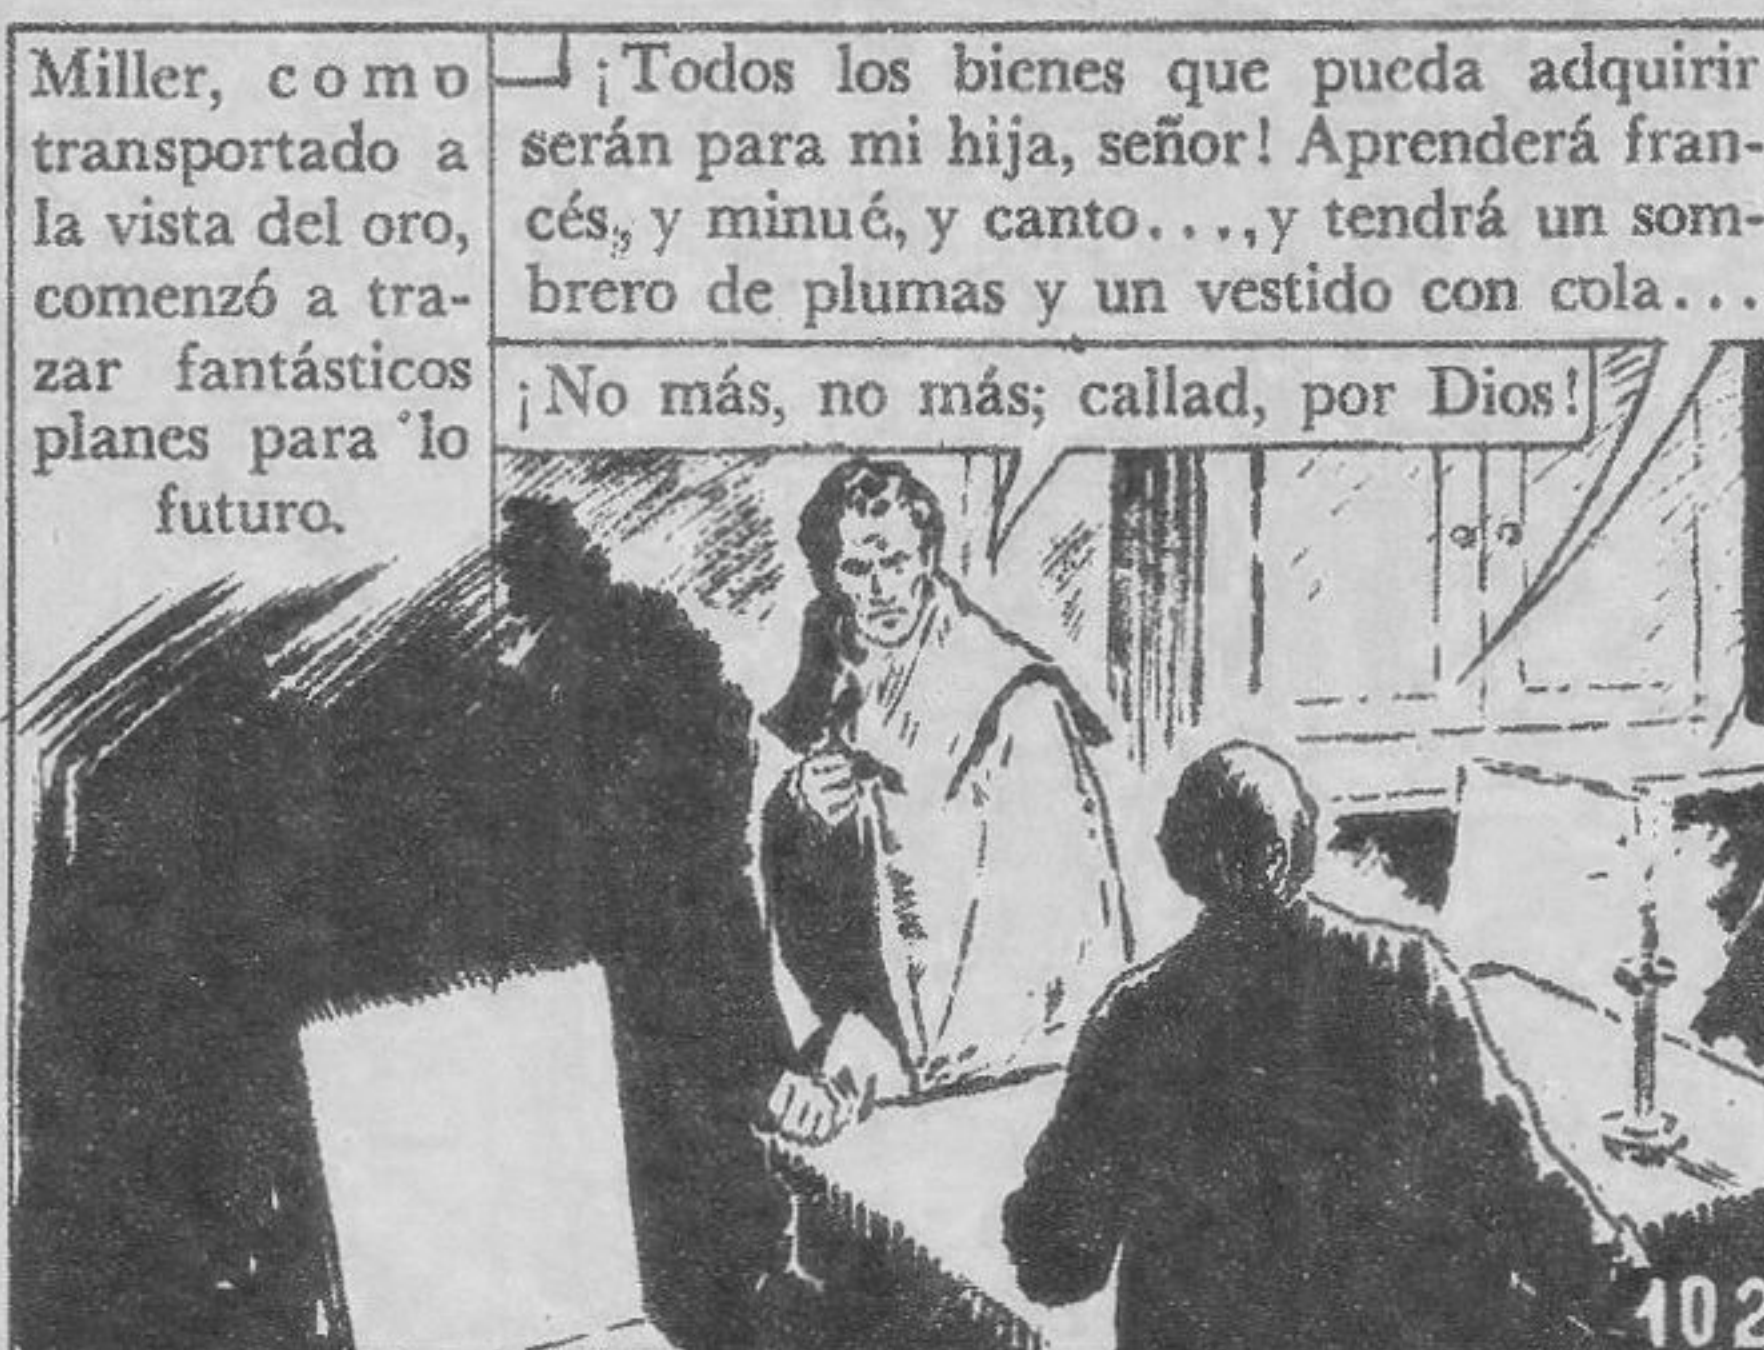 Miller, como
transportado a
la vista del oro,
comenzó a tra-
zar fantásticos
planes para lo
futuro.
¡Todos los bienes que pueda adquirir
serán para mi hija, señor! Aprenderá fran-
cés, y minué, y canto...., y tendrá un som-
brero de plumas y un vestido con cola...
¡No más, no más; callad, por Dios!
102